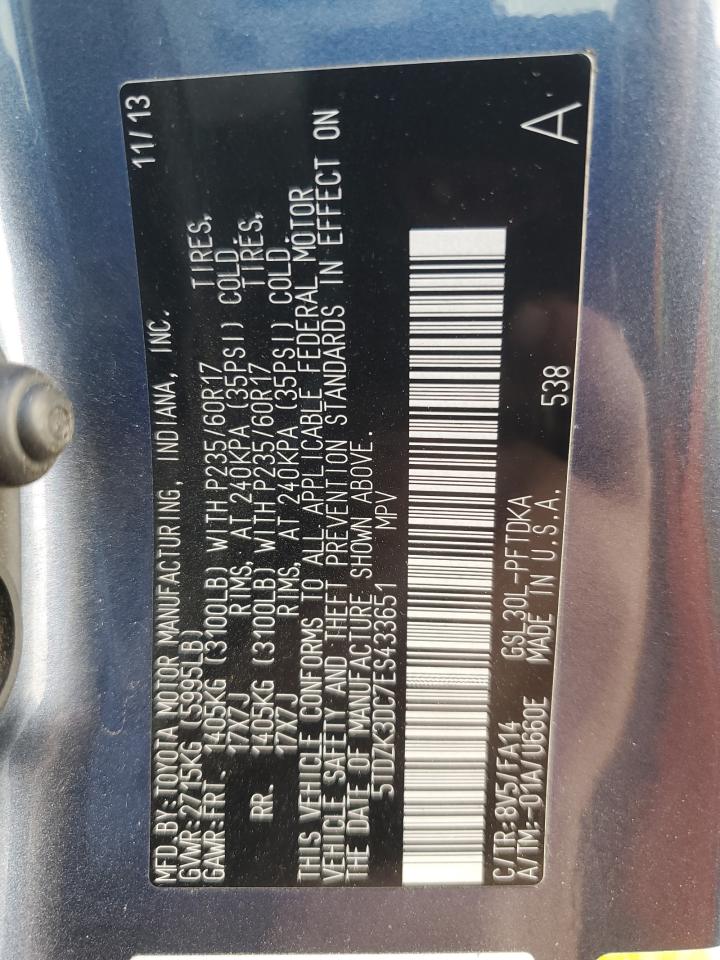 MFD.BY:TOYOTA MOTOR MANUFACTURING, INDIANA, INC. 11/13
GVWR:2715KG (5995LB)
GAWR:FRT. 1405KG (3100LB) WITH P235/60R17 TIRES,
17X7J RIMS, AT 240KPA (35PSI) COLD
RR. 1405KG (3100LB) WITH P235/60R17 TIRES,
17X7J RIMS, AT 240KPA (35PSI) COLD.
THIS VEHICLE CONFORMS TO ALL APPLICABLE FEDERAL MOTOR
VEHICLE SAFETY AND THEFT PREVENTION STANDARDS IN EFFECT ON
THE DATE OF MANUFACTURE SHOWN ABOVE.
5TDZK3DC7ES433651 MPV
C/TR:8V5/FA14 GSL30L-PFTDKA
A/TM:-01A/U660E MADE IN U.S.A. 538 A